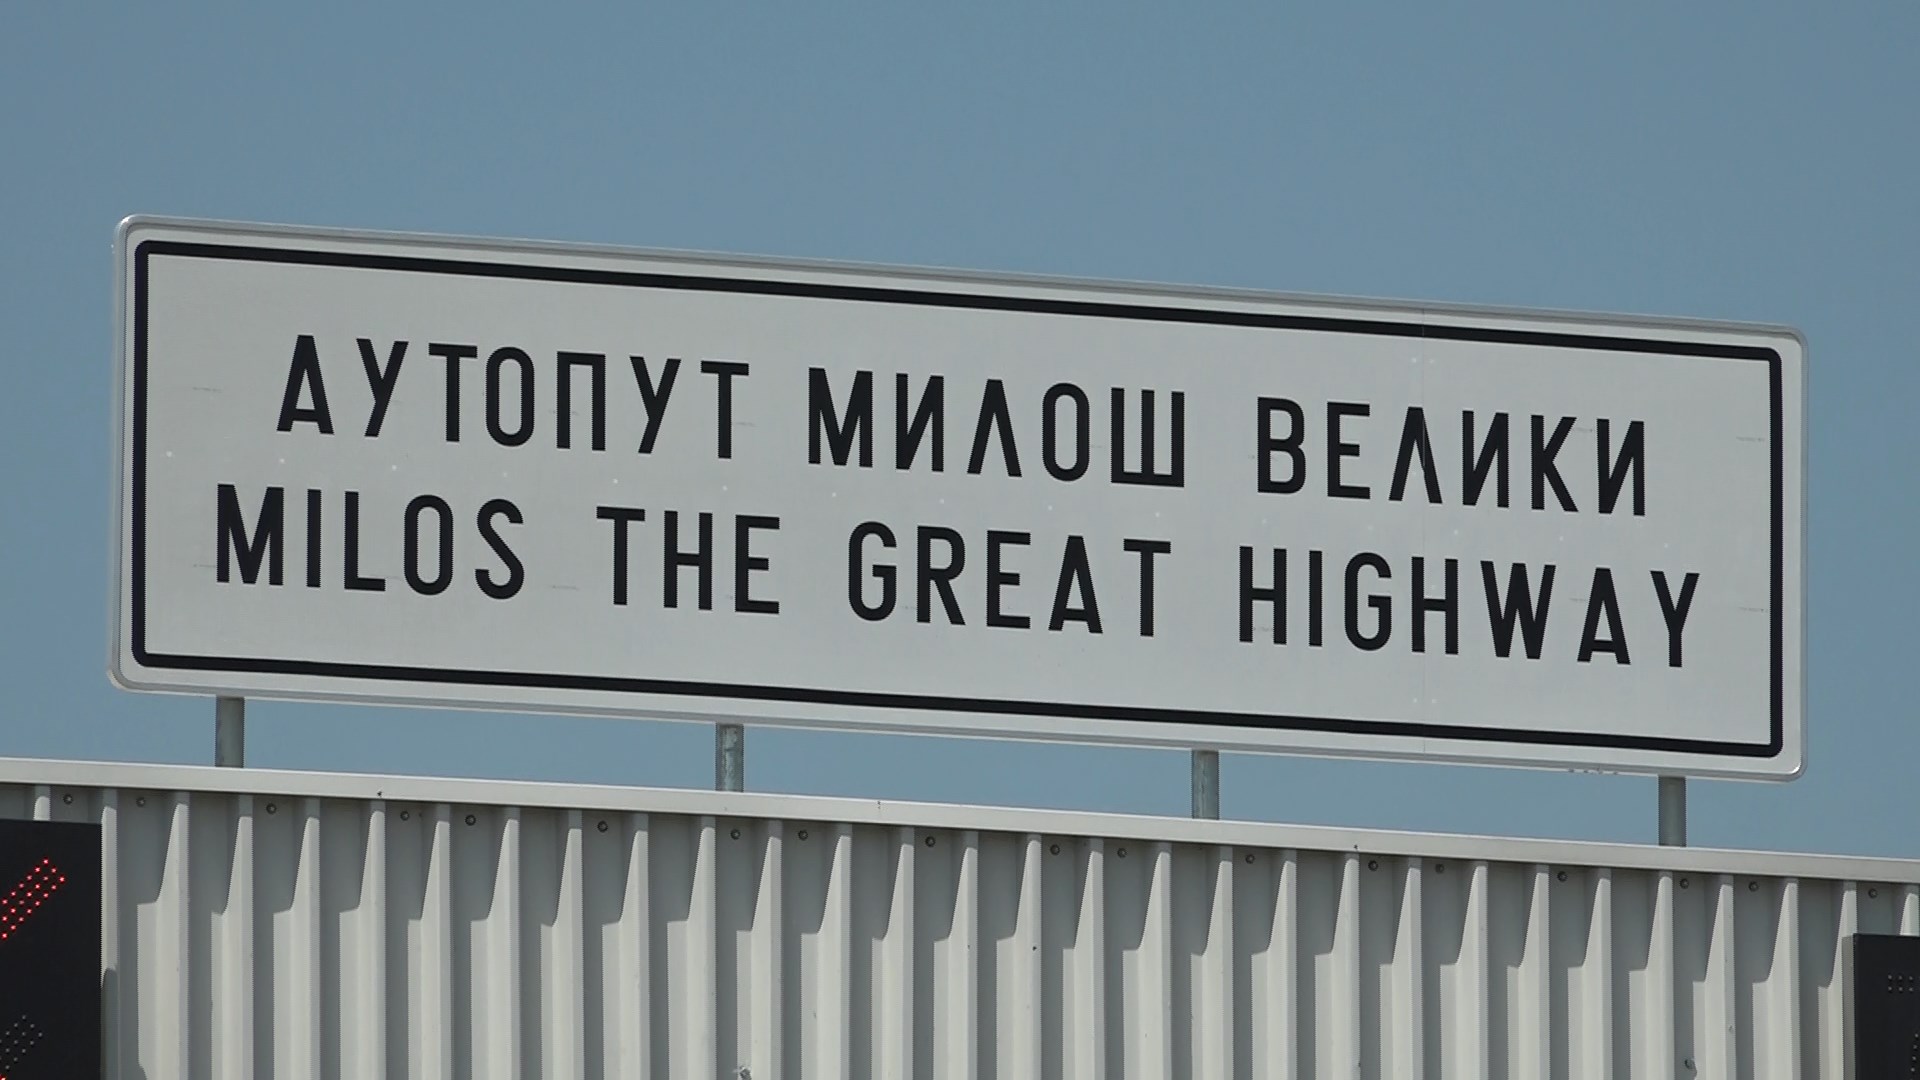 АУТОПУТ МИЛОШ ВЕЛИКИ
MILOS THE GREAT HIGHWAY